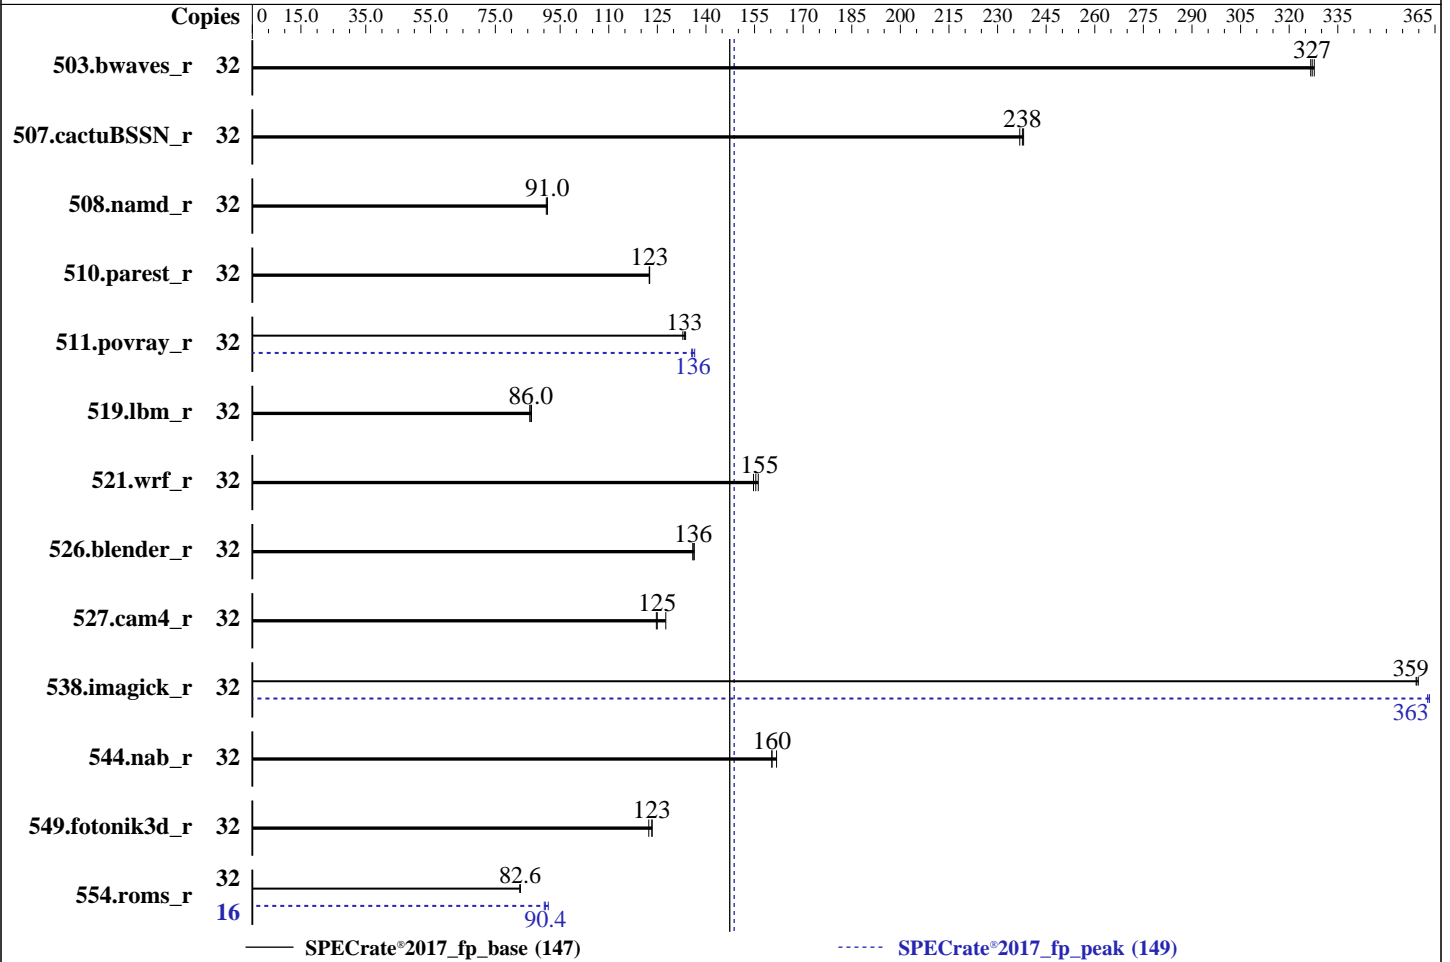 Copies 0 15.0 35.0 55.0 75.0 95.0 110 125 140 155 170 185 200 215 230 245 260 275 290 305 320 335 365
503.bwaves_r 32 327
507.cactuBSSN_r 32 238
508.namd_r 32 91.0
510.parest_r 32 123
511.povray_r 32 133
136
519.lbm_r 32 86.0
521.wrf_r 32 155
526.blender_r 32 136
527.cam4_r 32 125
538.imagick_r 32 359
363
544.nab_r 32 160
549.fotonik3d_r 32 123
554.roms_r 32 82.6
16 90.4
SPECrate®2017_fp_base (147) SPECrate®2017_fp_peak (149)